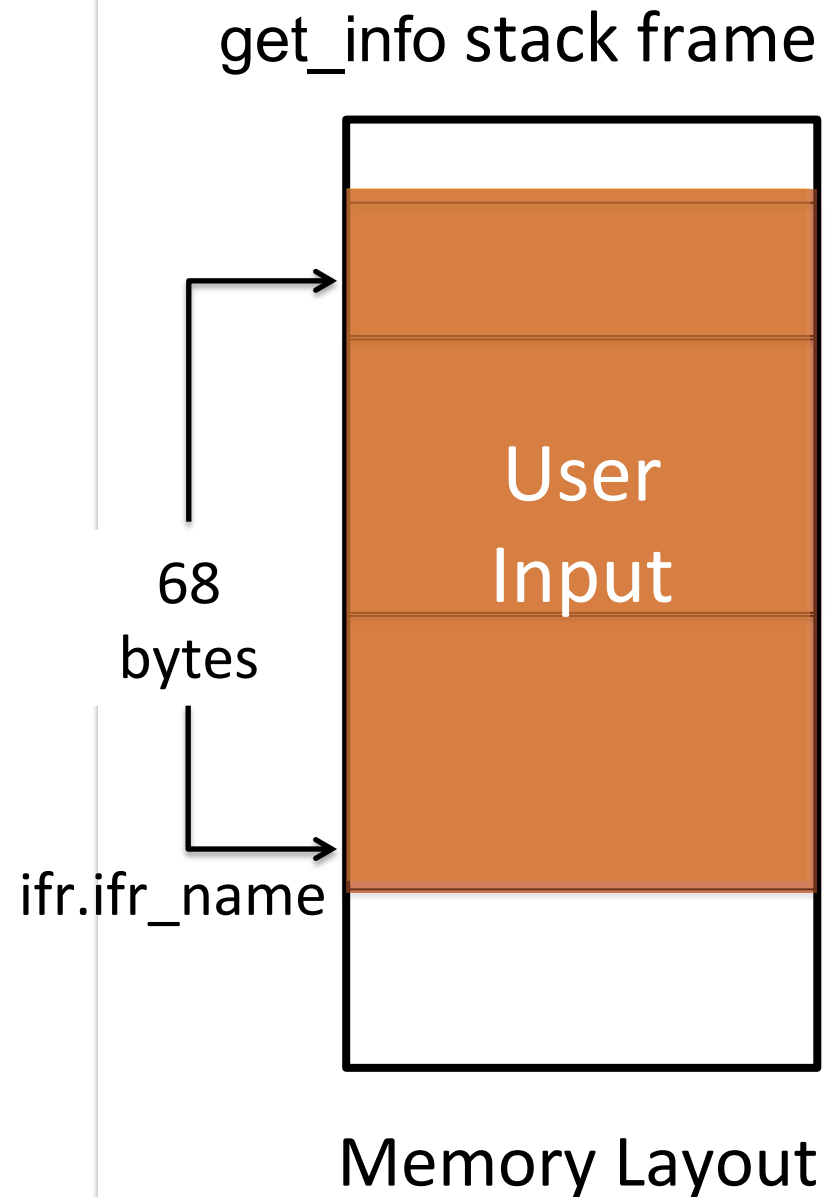 get_info stack frame
User
Input
68
bytes
ifr.ifr_name
Memory Layout